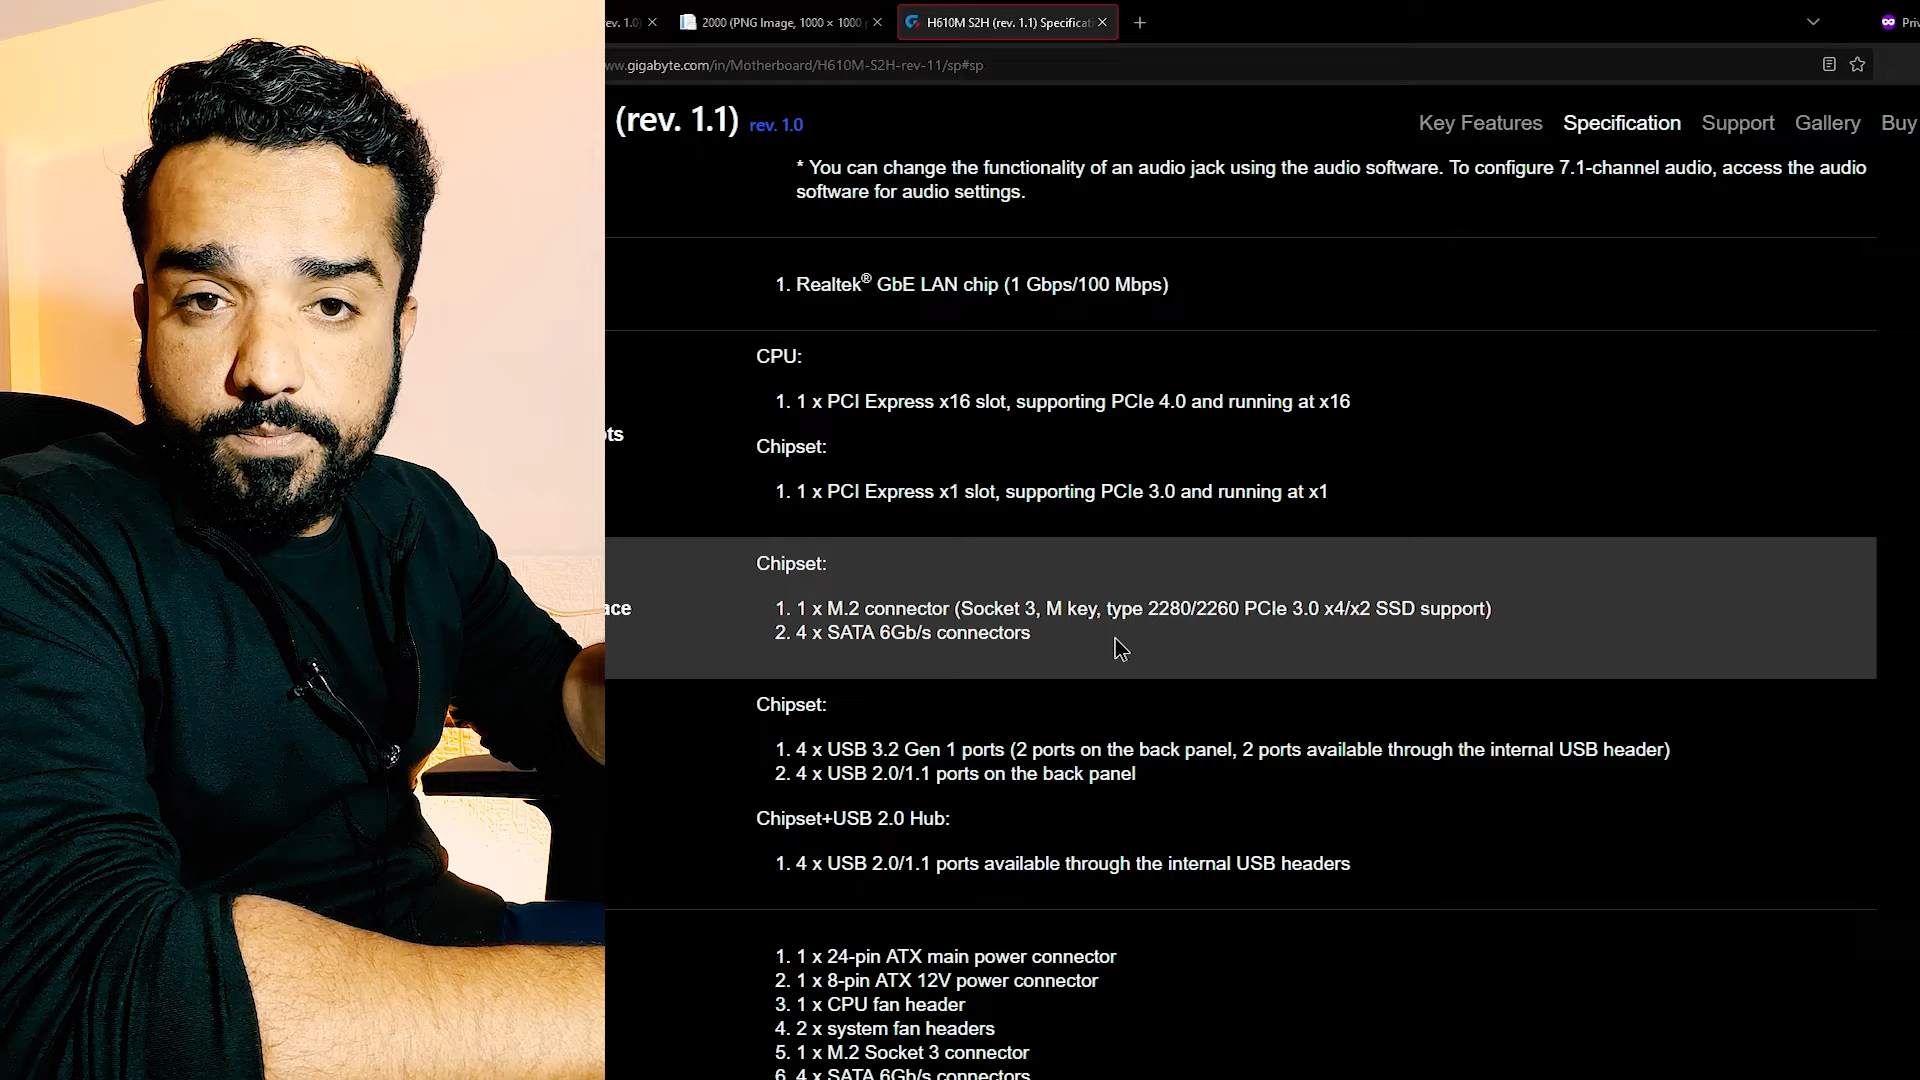 ev. 1.0)
2000 (PNG Image, 1000 × 1000
H610M S2H (rev. 1.1) Specificati
Priv
ww.gigabyte.com/in/Motherboard/H610M-S2H-rev-11/sp#sp
(rev. 1.1) rev. 1.0
Key Features Specification Support Gallery Buy
* You can change the functionality of an audio jack using the audio software. To configure 7.1-channel audio, access the audio
software for audio settings.
1. Realtek® GbE LAN chip (1 Gbps/100 Mbps)
CPU:
1. 1 x PCI Express x16 slot, supporting PCIe 4.0 and running at x16
ots
Chipset:
1. 1 x PCI Express x1 slot, supporting PCIe 3.0 and running at x1
Chipset:
ace
1. 1 x M.2 connector (Socket 3, M key, type 2280/2260 PCIe 3.0 x4/x2 SSD support)
2. 4 x SATA 6Gb/s connectors
Chipset:
1. 4 x USB 3.2 Gen 1 ports (2 ports on the back panel, 2 ports available through the internal USB header)
2. 4 x USB 2.0/1.1 ports on the back panel
Chipset+USB 2.0 Hub:
1. 4 x USB 2.0/1.1 ports available through the internal USB headers
1. 1 x 24-pin ATX main power connector
2. 1 x 8-pin ATX 12V power connector
3. 1 x CPU fan header
4. 2 x system fan headers
5. 1 x M.2 Socket 3 connector
6. 4 x SATA 6Gb/s connectors